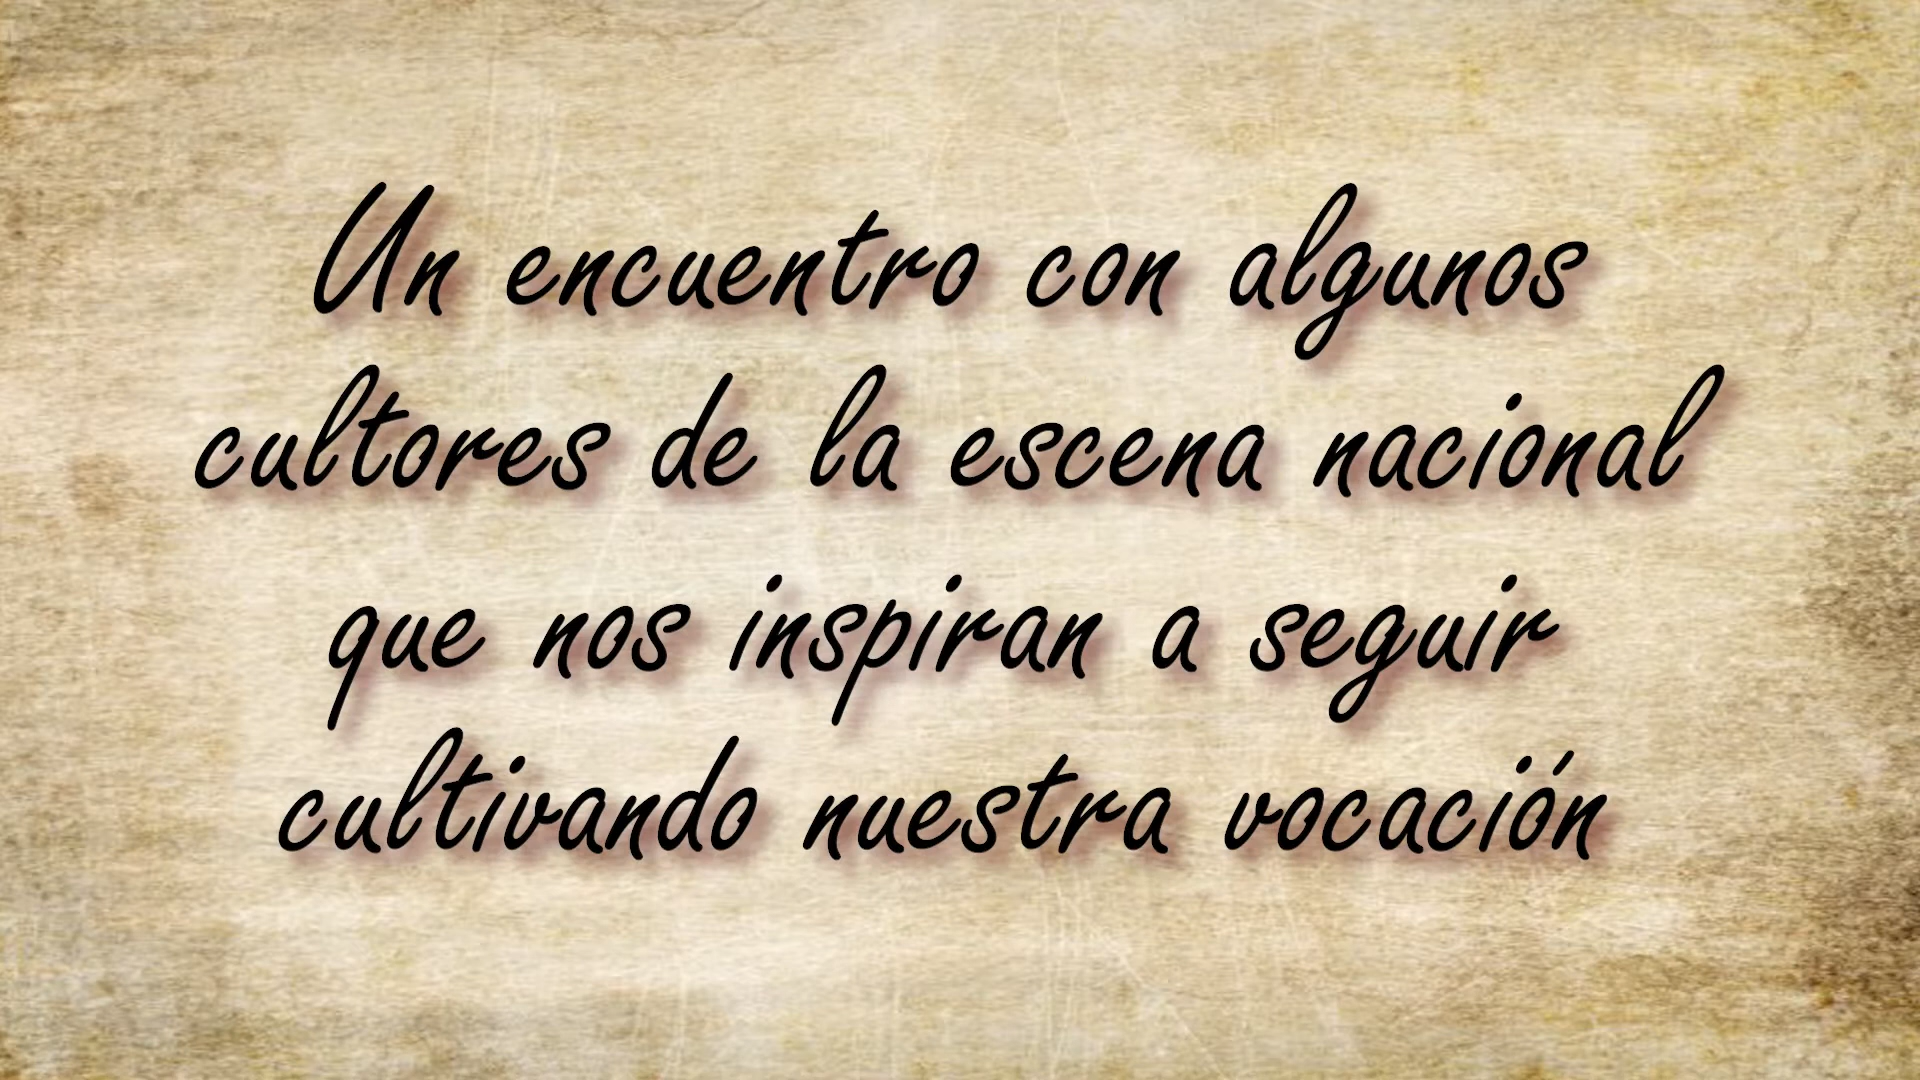 Un encuentro con algunos
cultores de la escena nacional
que nos inspiran a seguir
cultivando nuestra vocación